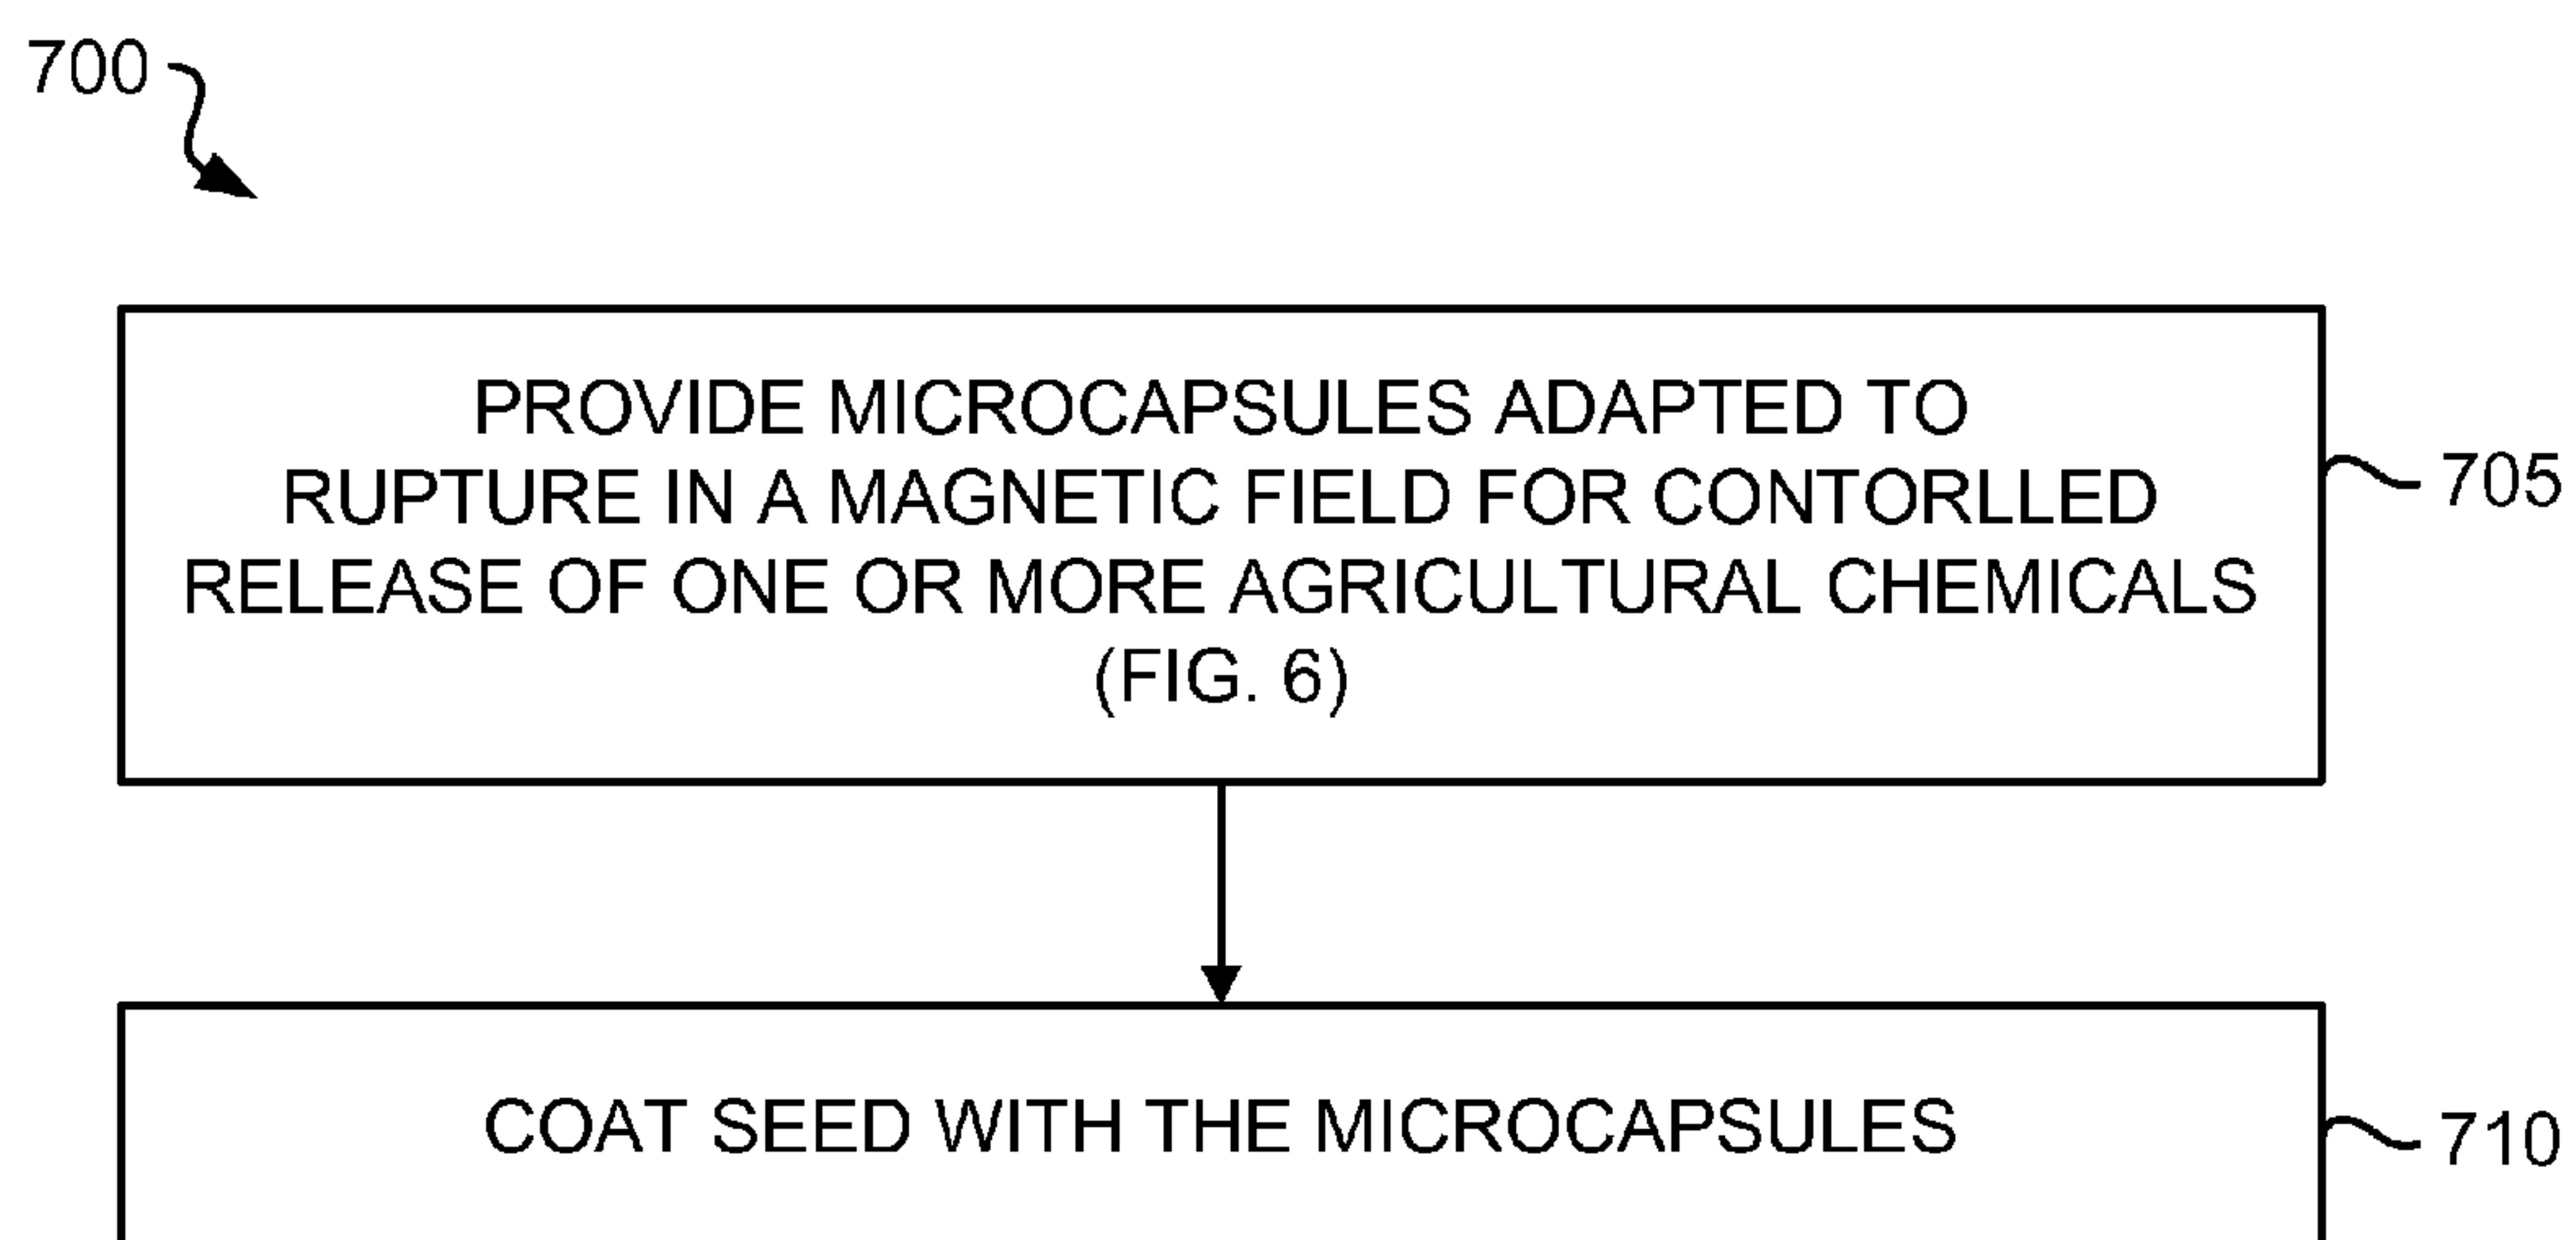 700
PROVIDE MICROCAPSULES ADAPTED TO
RUPTURE IN A MAGNETIC FIELD FOR CONTORLLED
RELEASE OF ONE OR MORE AGRICULTURAL CHEMICALS
(FIG. 6)
705
COAT SEED WITH THE MICROCAPSULES
710